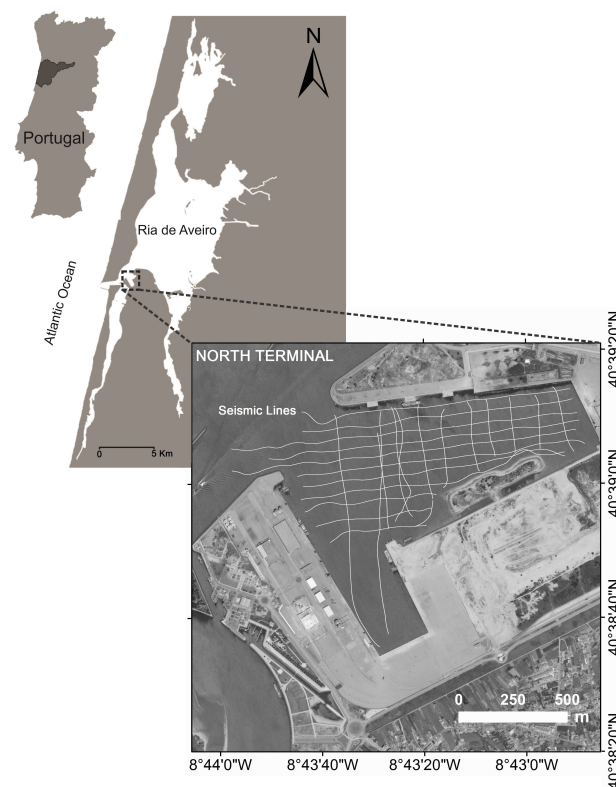 N
Portugal
Ria de Aveiro
Atlantic Ocean
0 5 Km
NORTH TERMINAL
Seismic Lines
40°39'20"N
40°39'0"N
40°38'40"N
40°38'20"N
0 250 500
m
8°44'0"W 8°43'40"W 8°43'20"W 8°43'0"W